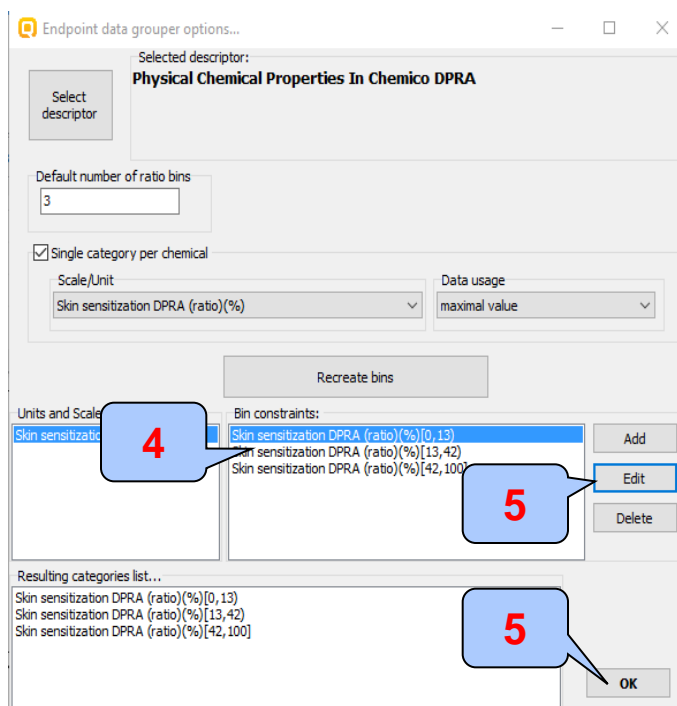 Endpoint data grouper options...
Selected descriptor:
Physical Chemical Properties In Chemico DPRA
Select
descriptor
Default number of ratio bins
3
Single category per chemical
Scale/Unit
Skin sensitization DPRA (ratio)(%)
Data usage
maximal value
Recreate bins
Units and Scale
Skin
Bin constraints:
Skin sensitization DPRA (ratio)(%)[0,13)
Skin sensitization DPRA (ratio)(%)[13,42)
Skin sensitization DPRA (ratio)(%)[42,100]
4
Add
Edit
Delete
5
Resulting categories list...
Skin sensitization DPRA (ratio)(%)[0,13)
Skin sensitization DPRA (ratio)(%)[13,42)
Skin sensitization DPRA (ratio)(%)[42,100]
5
OK